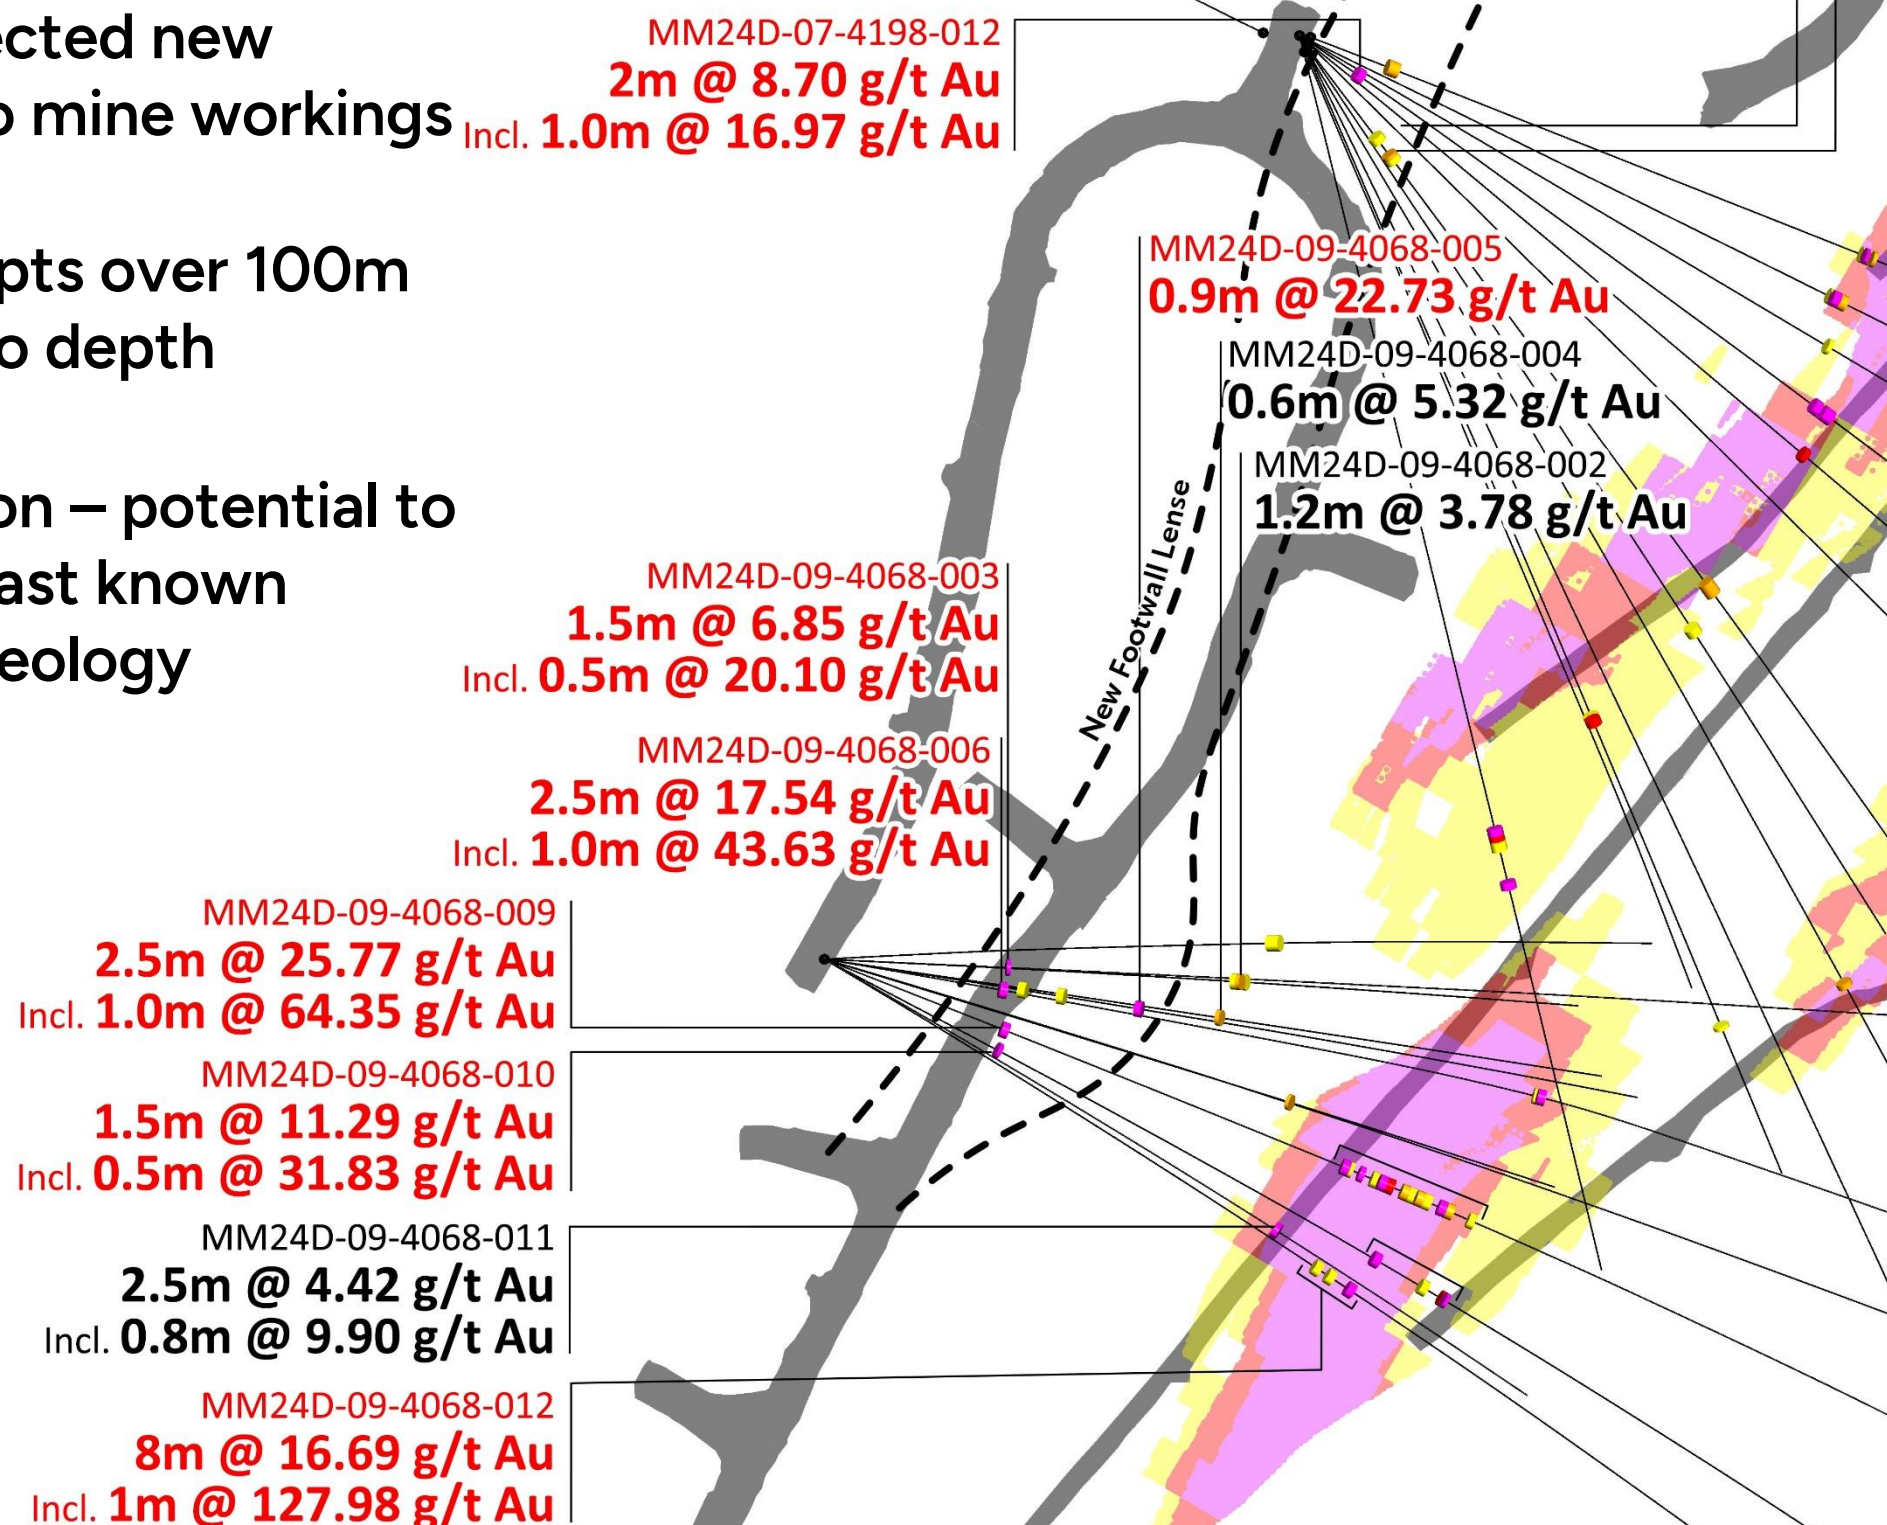 ected new
o mine workings
pts over 100m
o depth
on – potential to
ast known
eology
MM24D-07-4198-012
2m @ 8.70 g/t Au
Incl. 1.0m @ 16.97 g/t Au
MM24D-09-4068-005
0.9m @ 22.73 g/t Au
MM24D-09-4068-004
0.6m @ 5.32 g/t Au
MM24D-09-4068-002
1.2m @ 3.78 g/t Au
New Footwall Lense
MM24D-09-4068-003
1.5m @ 6.85 g/t Au
Incl. 0.5m @ 20.10 g/t Au
MM24D-09-4068-006
2.5m @ 17.54 g/t Au
Incl. 1.0m @ 43.63 g/t Au
MM24D-09-4068-009
2.5m @ 25.77 g/t Au
Incl. 1.0m @ 64.35 g/t Au
MM24D-09-4068-010
1.5m @ 11.29 g/t Au
Incl. 0.5m @ 31.83 g/t Au
MM24D-09-4068-011
2.5m @ 4.42 g/t Au
Incl. 0.8m @ 9.90 g/t Au
MM24D-09-4068-012
8m @ 16.69 g/t Au
Incl. 1m @ 127.98 g/t Au